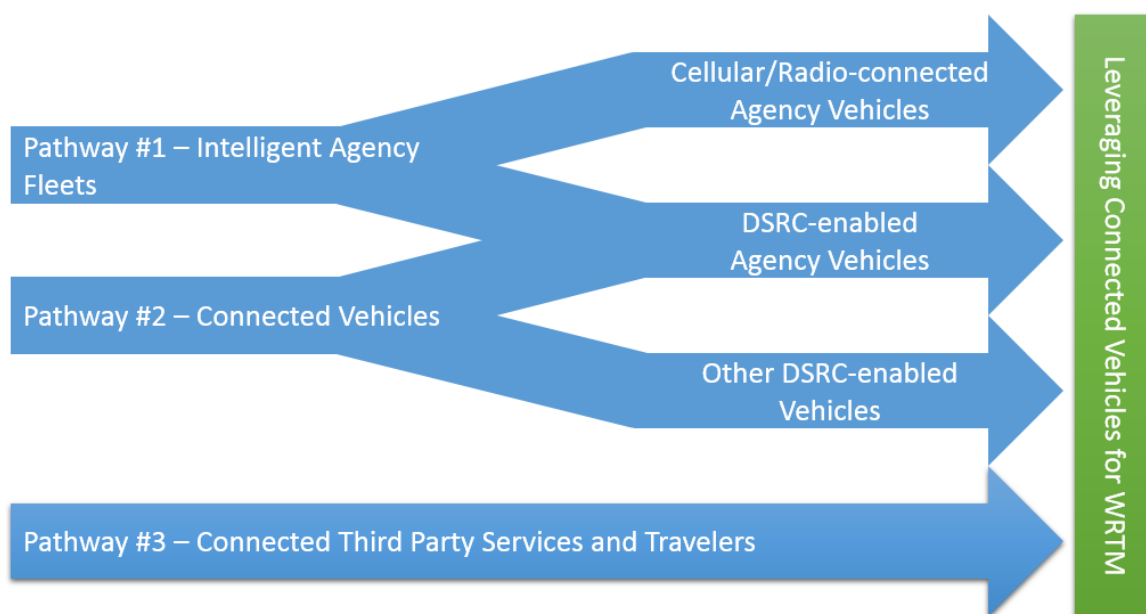 Cellular/Radio-connected
Agency Vehicles
Pathway #1 – Intelligent Agency
Fleets
DSRC-enabled
Agency Vehicles
Pathway #2 – Connected Vehicles
Other DSRC-enabled
Vehicles
Pathway #3 – Connected Third Party Services and Travelers
Leveraging Connected Vehicles for WRTM